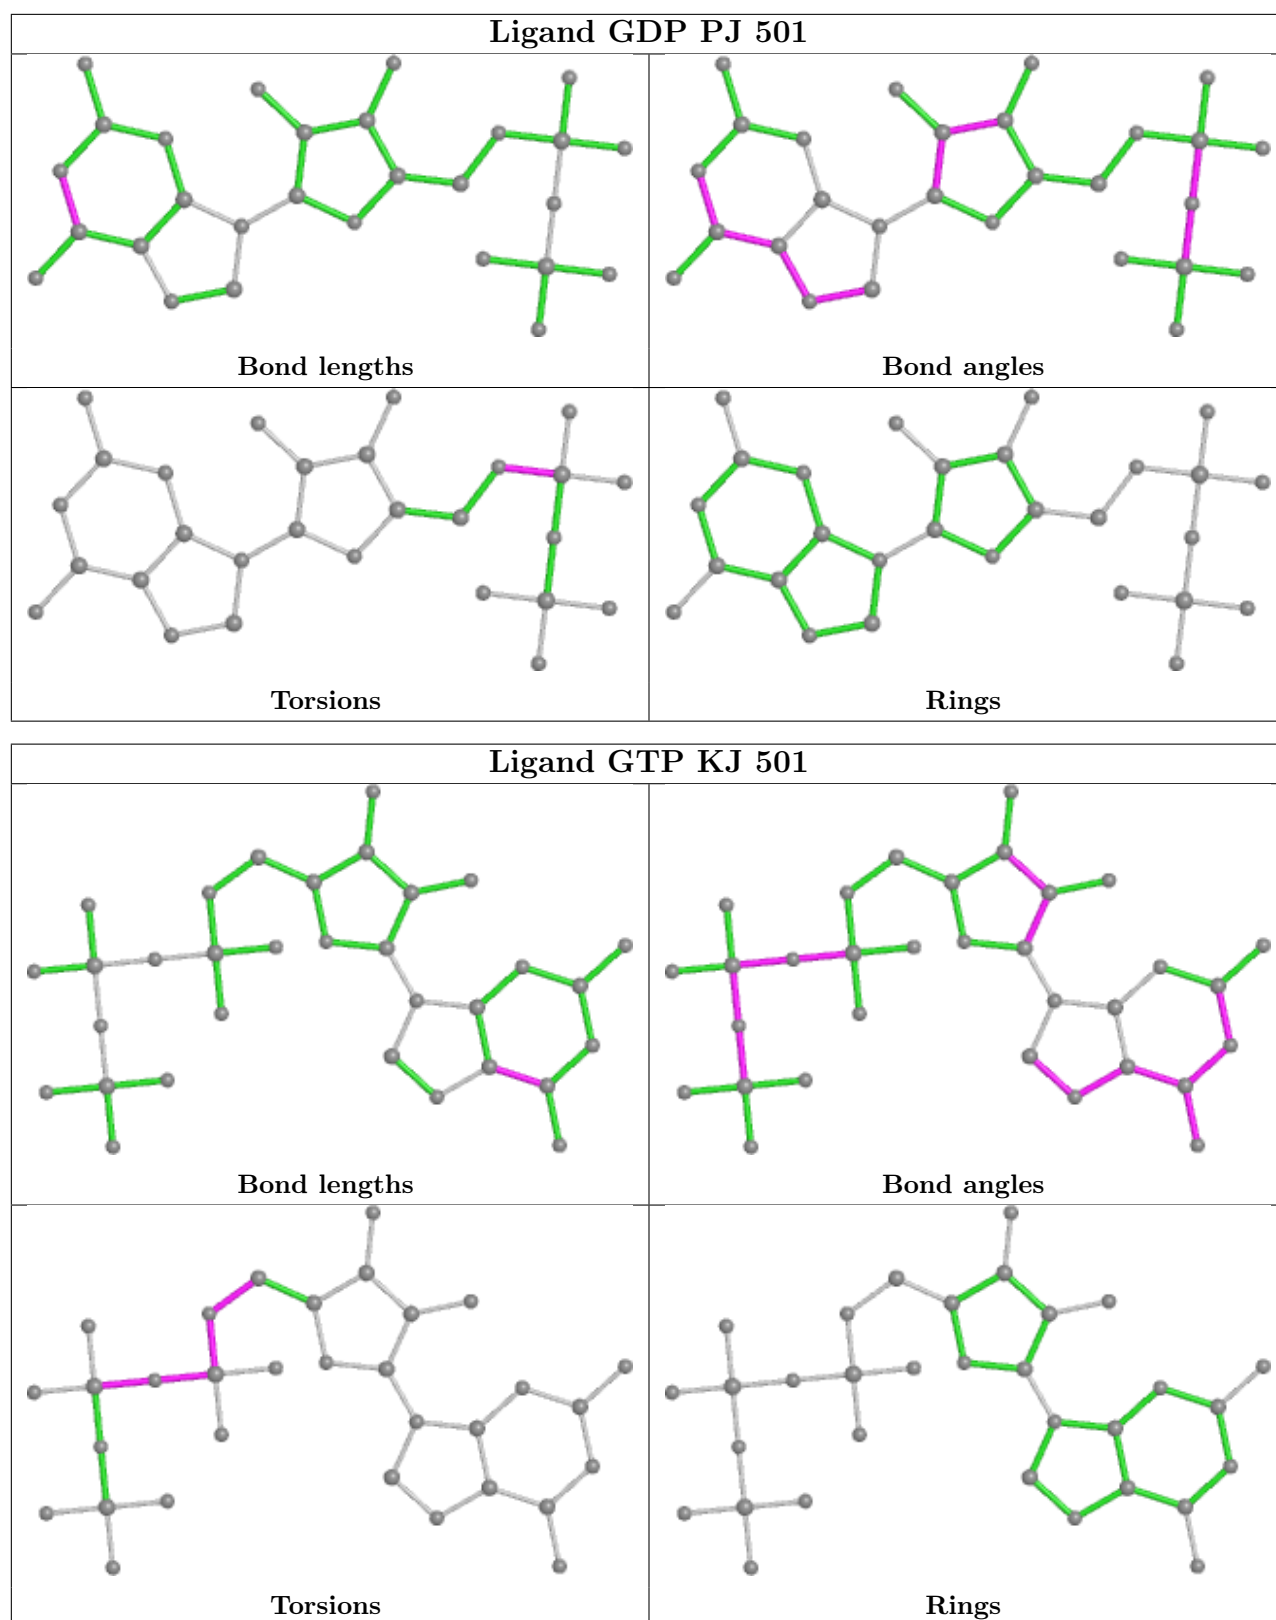 Ligand GDP PJ 501
Bond lengths
Bond angles
Torsions
Rings
Ligand GTP KJ 501
Bond lengths
Bond angles
Torsions
Rings